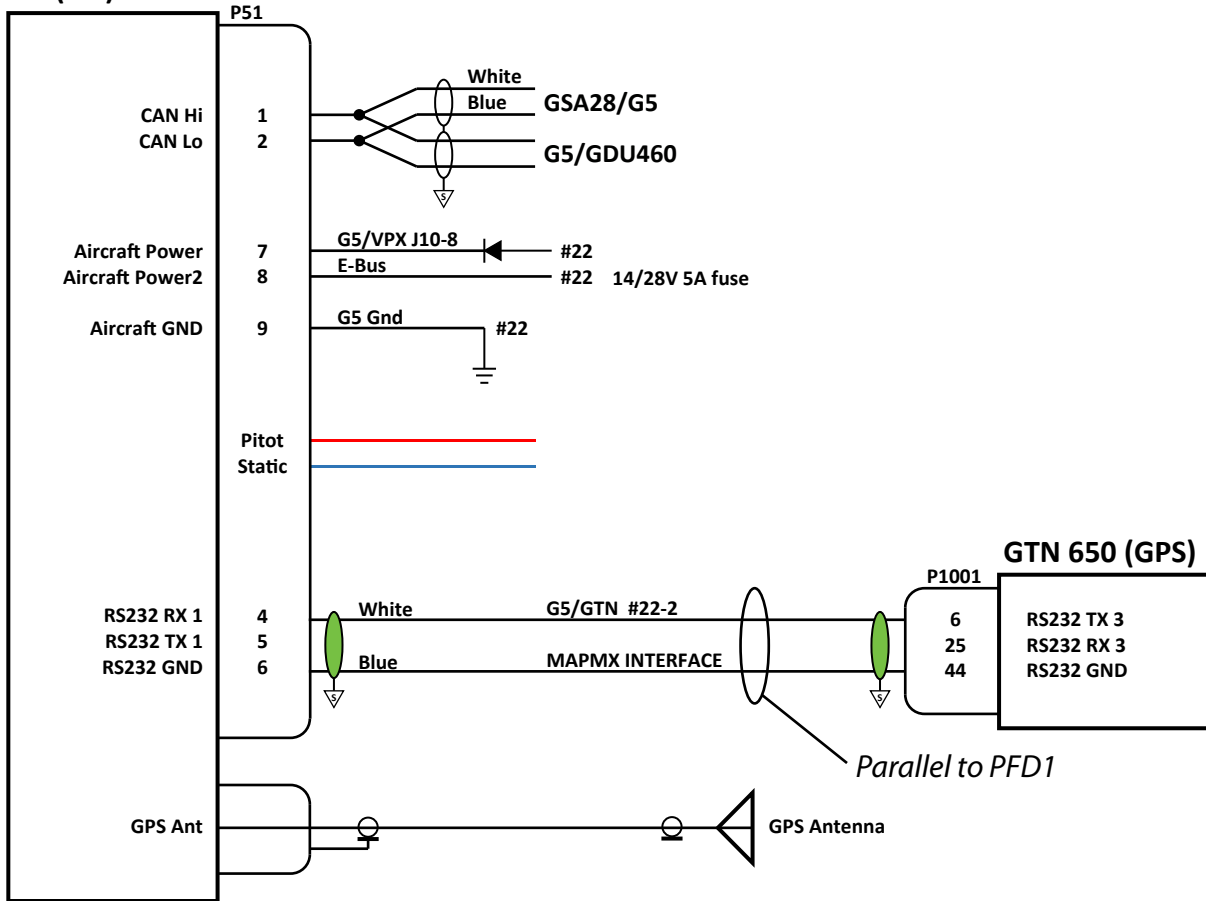 P51
White
CAN Hi 1 Blue GSA28/G5
CAN Lo 2
G5/GDU460
S
Aircraft Power 7 G5/VPX J10-8 #22
Aircraft Power2 8 E-Bus #22 14/28V 5A fuse
Aircraft GND 9 G5 Gnd #22
Pitot
Static
GTN 650 (GPS)
P1001
RS232 RX 1 4 White G5/GTN #22-2 6 RS232 TX 3
RS232 TX 1 5 25 RS232 RX 3
RS232 GND 6 Blue MAPMX INTERFACE 44 RS232 GND
S S
Parallel to PFD1
GPS Ant GPS Antenna